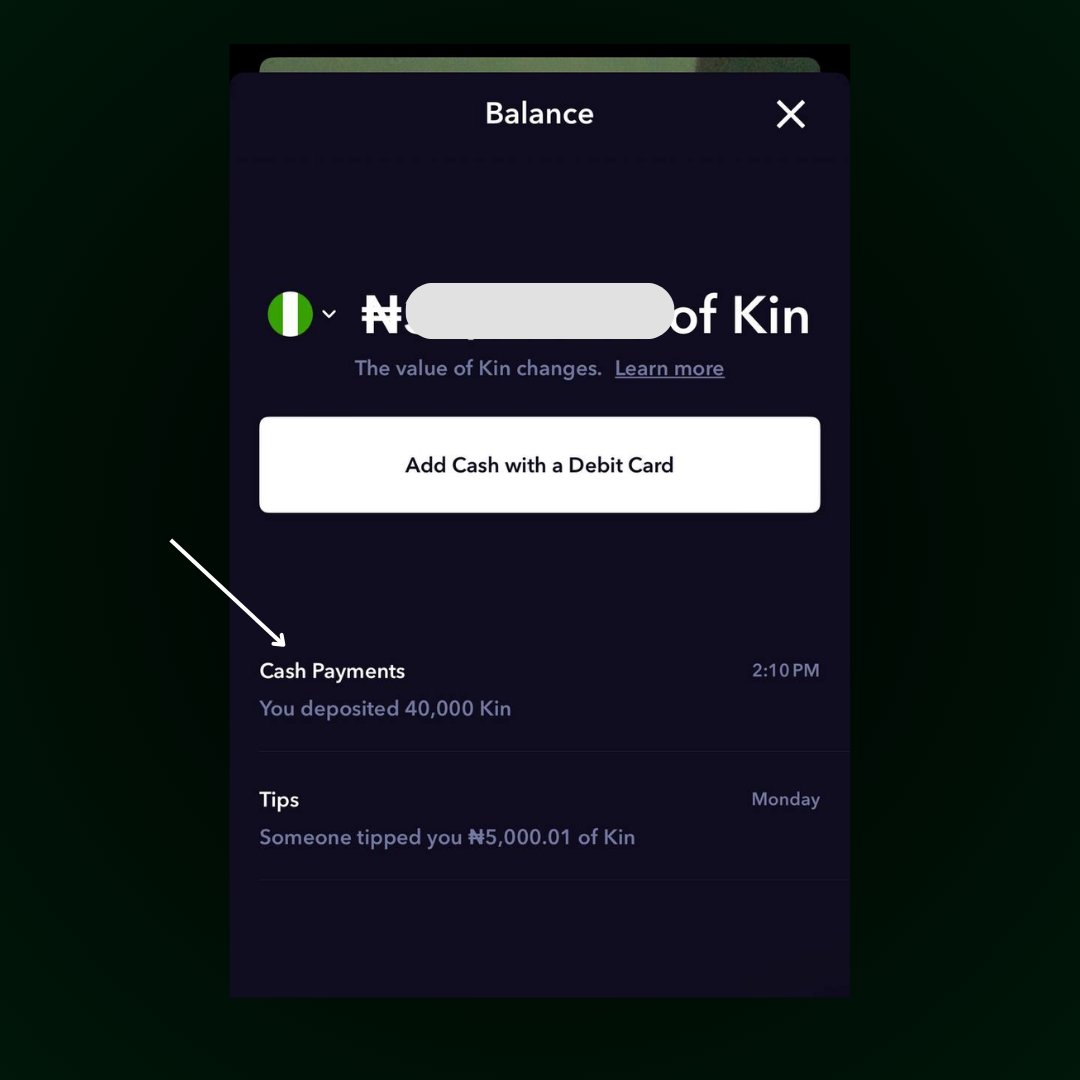 Balance
₦ of Kin
The value of Kin changes. Learn more
Add Cash with a Debit Card
Cash Payments 2:10 PM
You deposited 40,000 Kin
Tips Monday
Someone tipped you ₦5,000.01 of Kin